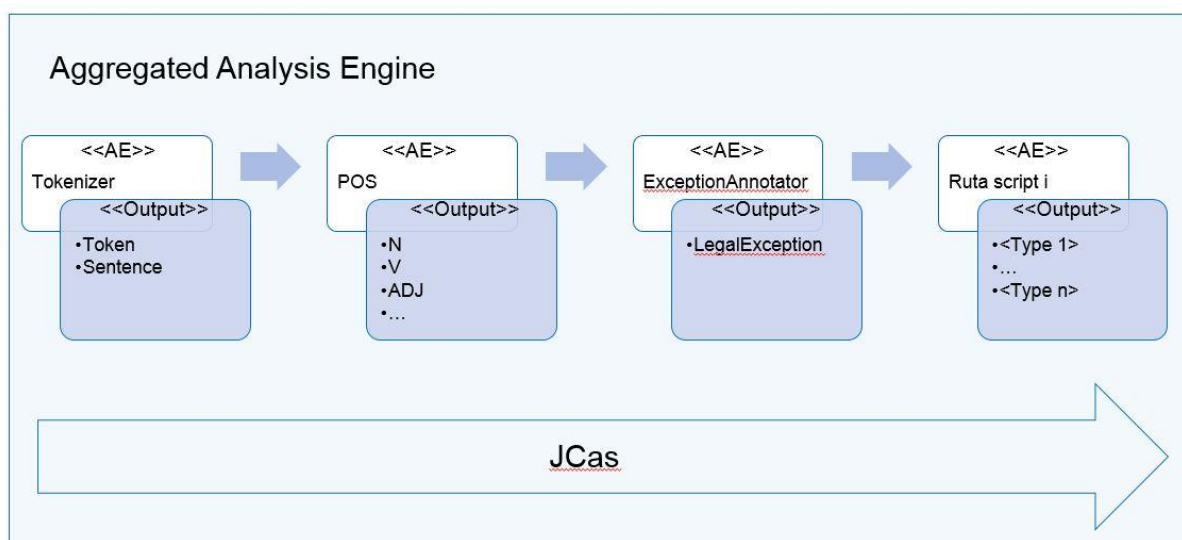 Aggregated Analysis Engine
<<AE>>
Tokenizer
<<Output>>
•Token
•Sentence
<<AE>>
POS
<<Output>>
•N
•V
•ADJ
•...
<<AE>>
ExceptionAnnotator
<<Output>>
•LegalException
<<AE>>
Ruta script i
<<Output>>
•<Type 1>
•...
•<Type n>
JCas